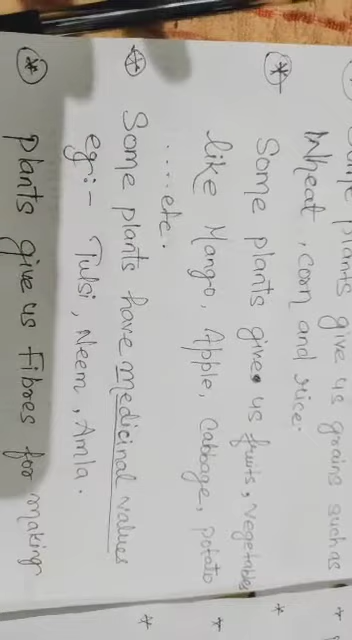 Some plants give us grains such as
Wheat, corn and rice.
* Some plants give us fruits, vegetables
like Mango, Apple, Cabbage, Potato
.....etc.
* Some plants have medicinal values
eg:- Tulsi, Neem, Amla.
* Plants give us Fibres for making